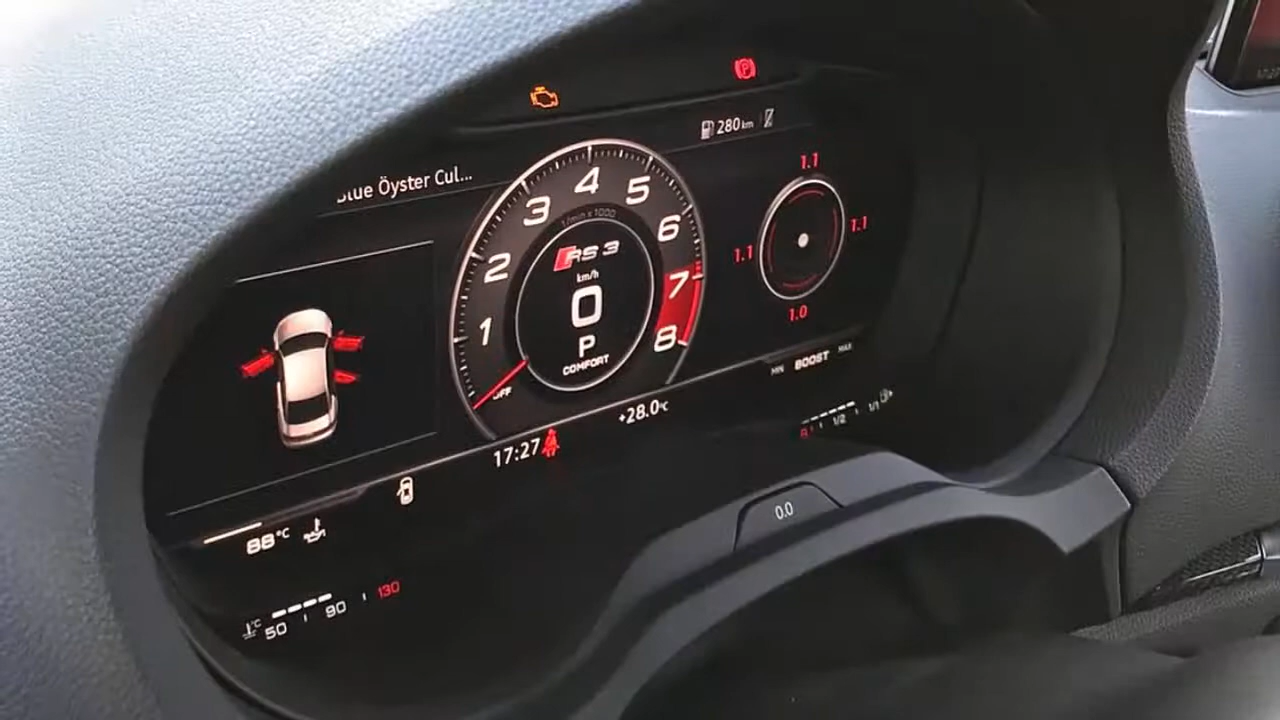 280 km
Öyster Cul...
1 2 3 4 5 6 7 8
1/min x 1000
RS 3
km/h
0
P
COMFORT
OFF
1.1
1.1
1.1
1.0
MIN BOOST MAX
+28.0°C
17:27
88°C
1/2 1/1
0.0
°C 50 90 130